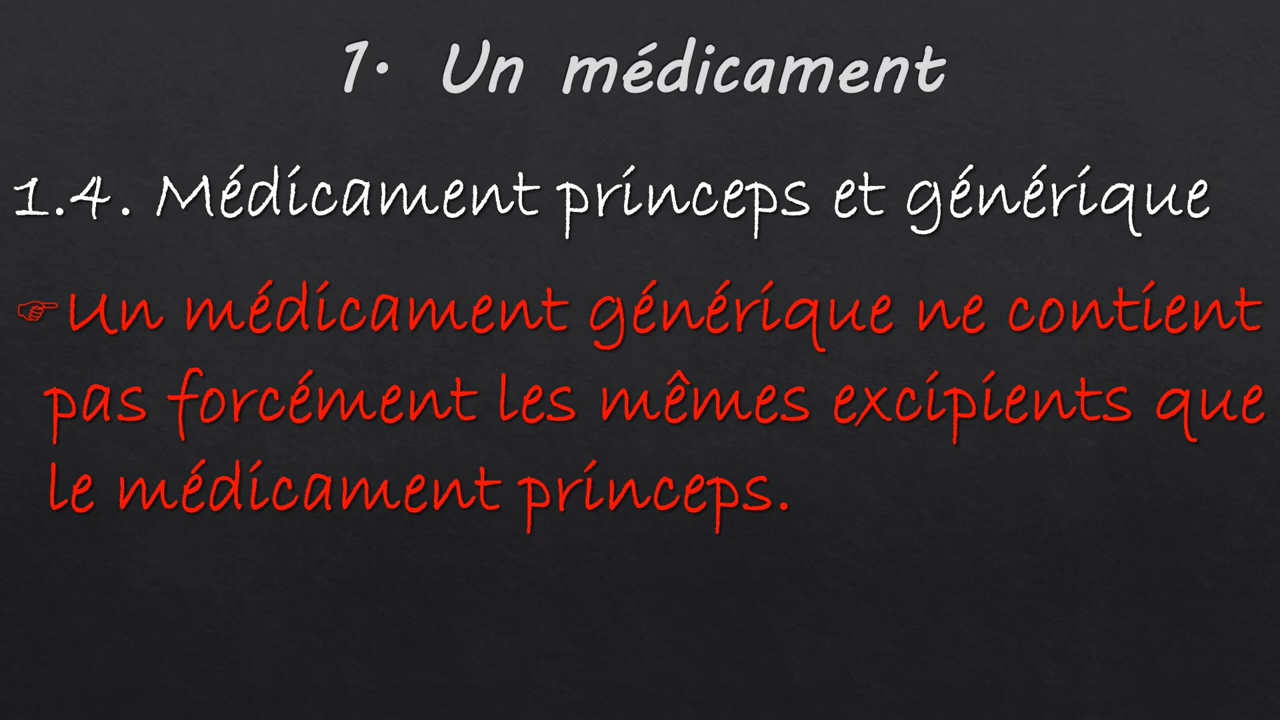 1. Un médicament
1.4. Médicament princeps et générique
☞Un médicament générique ne contient
pas forcément les mêmes excipients que
le médicament princeps.